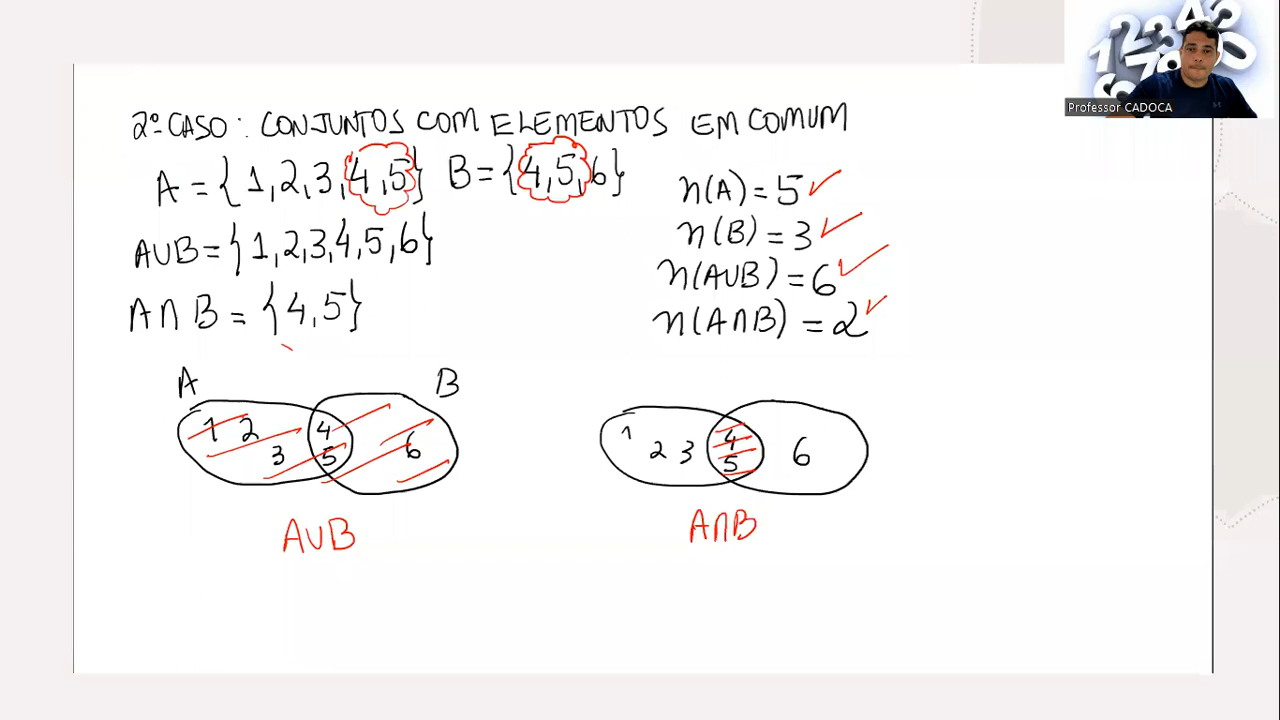 2º CASO: CONJUNTOS COM ELEMENTOS EM COMUM
A = {1,2,3,4,5} B = {4,5,6}
A∪B = {1,2,3,4,5,6}
A∩B = {4,5}
n(A) = 5
n(B) = 3
n(A∪B) = 6
n(A∩B) = 2
A B
1 2 3 4 5 6
A∪B
1 2 3 4 5 6
A∩B
Professor CADOCA